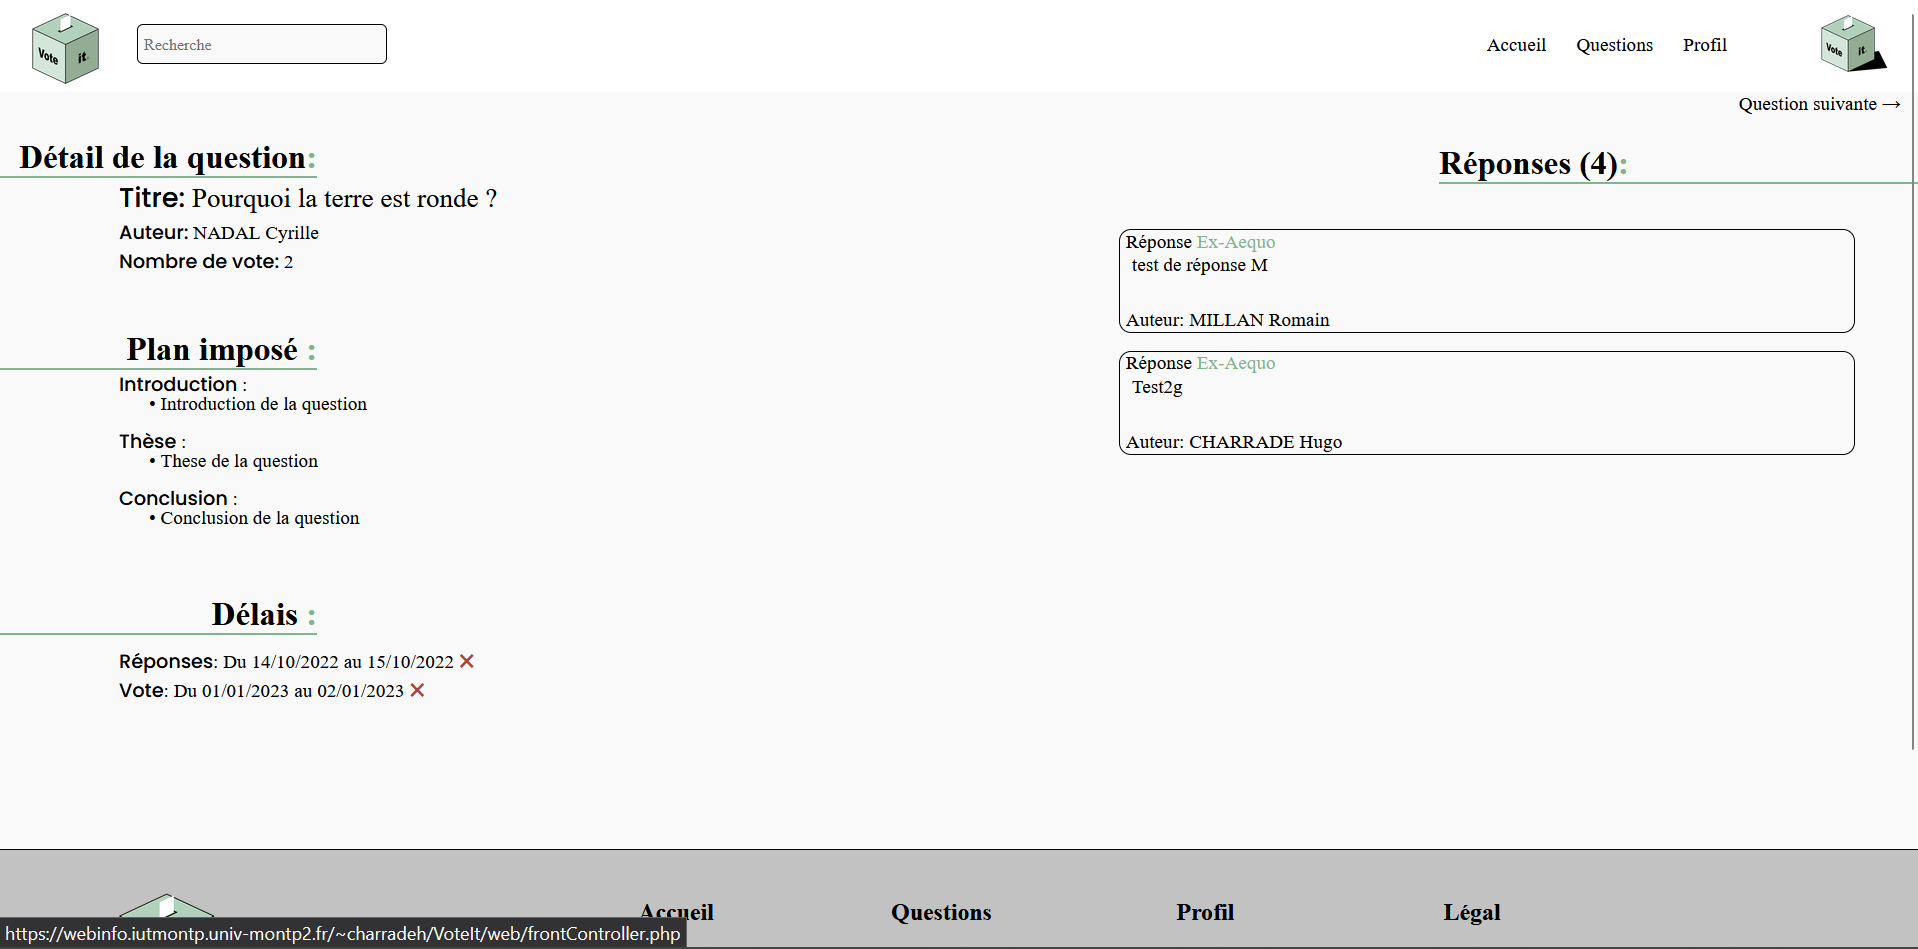 Vote it.
Recherche
Accueil Questions Profil
Vote it.
Question suivante →
Détail de la question:
Titre: Pourquoi la terre est ronde ?
Auteur: NADAL Cyrille
Nombre de vote: 2
Plan imposé :
Introduction :
• Introduction de la question
Thèse :
• These de la question
Conclusion :
• Conclusion de la question
Délais :
Réponses: Du 14/10/2022 au 15/10/2022 ✕
Vote: Du 01/01/2023 au 02/01/2023 ✕
Réponses (4):
Réponse Ex-Aequo
test de réponse M
Auteur: MILLAN Romain
Réponse Ex-Aequo
Test2g
Auteur: CHARRADE Hugo
Accueil Questions Profil Légal
https://webinfo.iutmontp.univ-montp2.fr/~charradeh/VoteIt/web/frontController.php